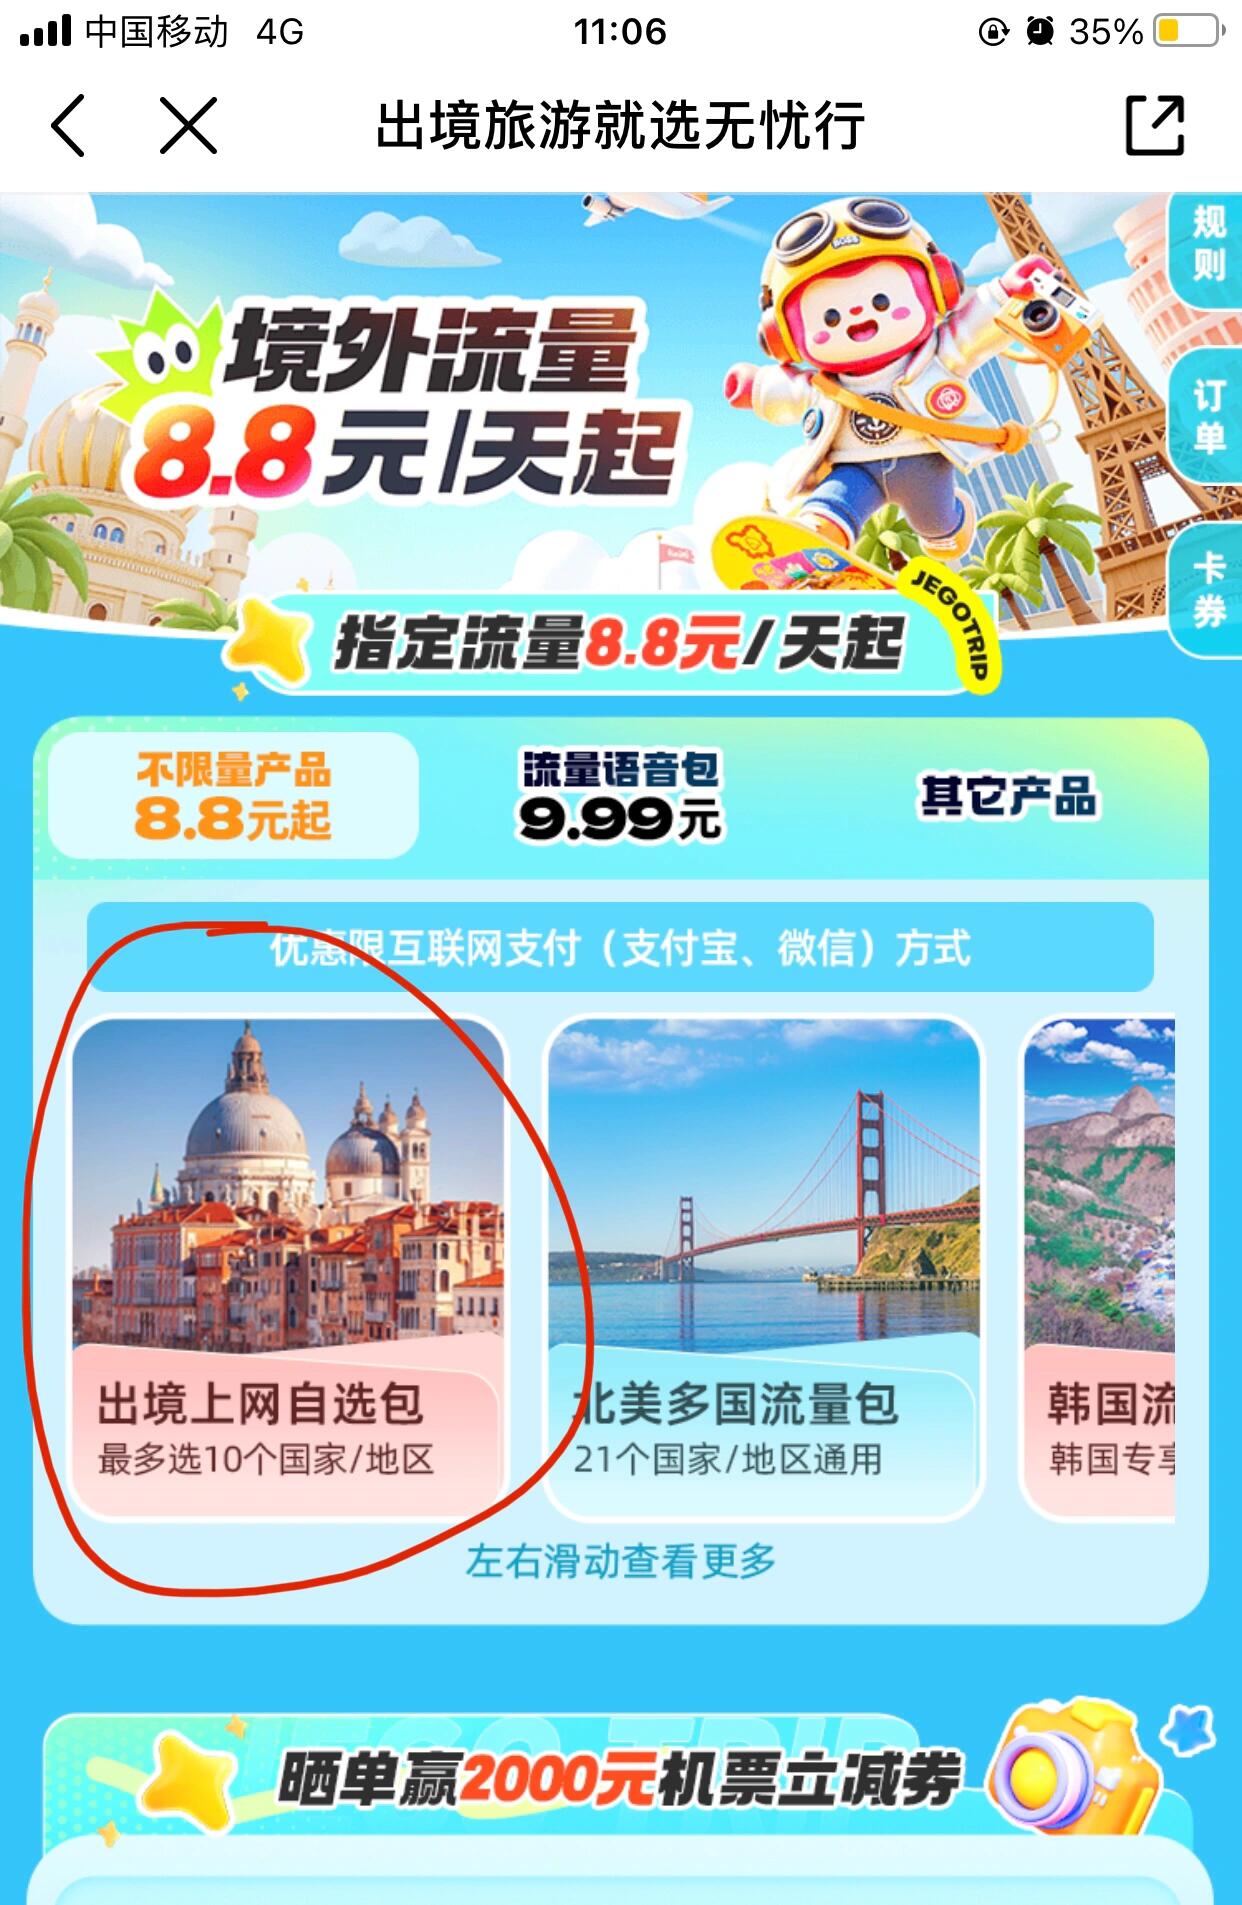 中国移动 4G 11:06 35%
出境旅游就选无忧行
规则
境外流量
8.8元/天起
订单
卡券
JEGOTRIP
指定流量8.8元/天起
不限量产品
8.8元起
流量语音包
9.99元
其它产品
优惠限互联网支付（支付宝、微信）方式
出境上网自选包
最多选10个国家/地区
北美多国流量包
21个国家/地区通用
韩国流
韩国专享
左右滑动查看更多
JEGO TRIP
晒单赢2000元机票立减券